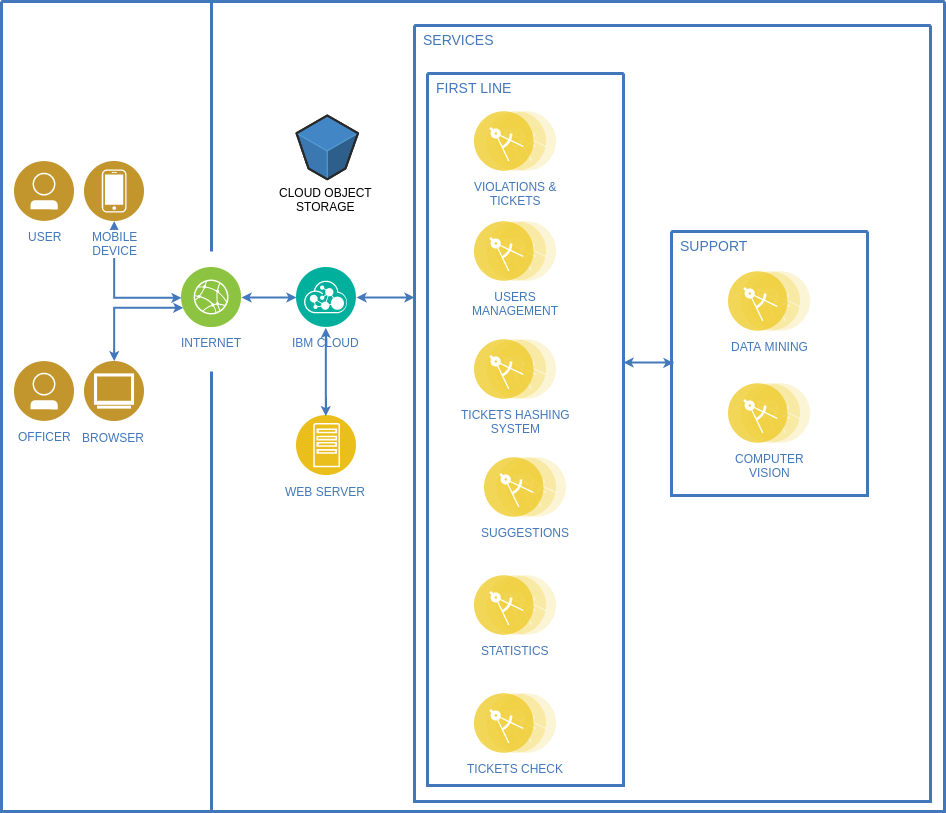 SERVICES
FIRST LINE
VIOLATIONS &
TICKETS
CLOUD OBJECT
STORAGE
USER
MOBILE
DEVICE
SUPPORT
USERS
MANAGEMENT
INTERNET
IBM CLOUD
DATA MINING
TICKETS HASHING
SYSTEM
OFFICER
BROWSER
COMPUTER
VISION
WEB SERVER
SUGGESTIONS
STATISTICS
TICKETS CHECK